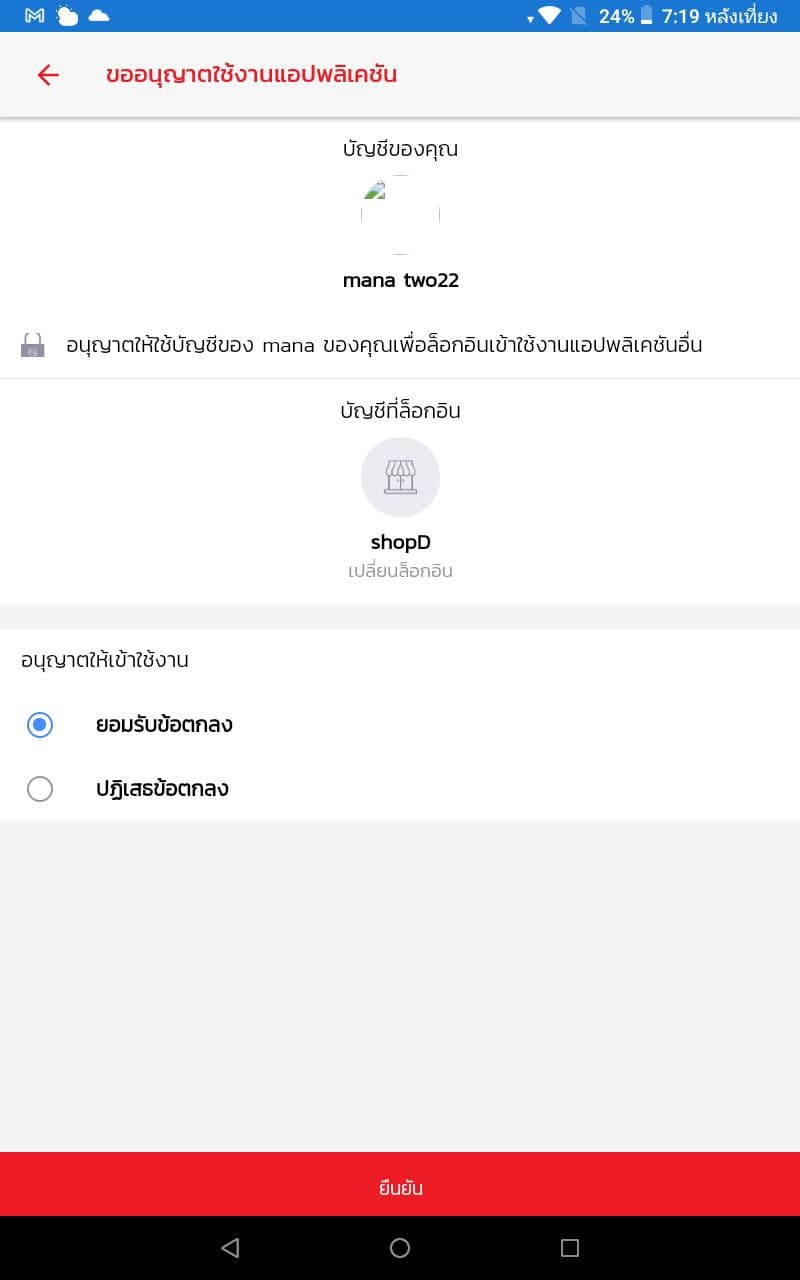 24% 7:19 หลังเที่ยง
ขออนุญาตใช้งานแอปพลิเคชัน
บัญชีของคุณ
mana two22
อนุญาตให้ใช้บัญชีของ mana ของคุณเพื่อล็อกอินเข้าใช้งานแอปพลิเคชันอื่น
บัญชีที่ล็อกอิน
shopD
เปลี่ยนล็อกอิน
อนุญาตให้เข้าใช้งาน
ยอมรับข้อตกลง
ปฏิเสธข้อตกลง
ยืนยัน